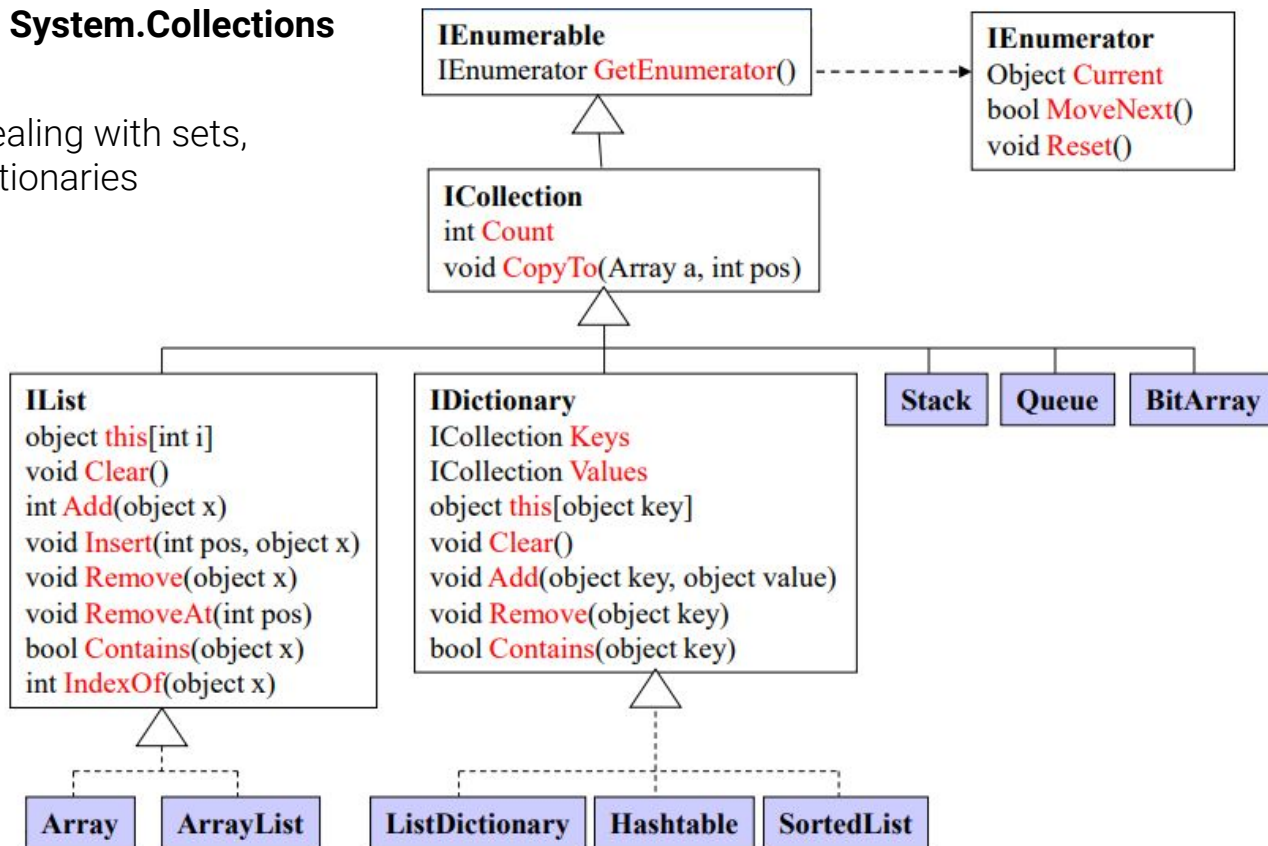 System.Collections
ealing with sets,
tionaries
IEnumerable
IEnumerator GetEnumerator()
IEnumerator
Object Current
bool MoveNext()
void Reset()
ICollection
int Count
void CopyTo(Array a, int pos)
IList
object this[int i]
void Clear()
int Add(object x)
void Insert(int pos, object x)
void Remove(object x)
void RemoveAt(int pos)
bool Contains(object x)
int IndexOf(object x)
IDictionary
ICollection Keys
ICollection Values
object this[object key]
void Clear()
void Add(object key, object value)
void Remove(object key)
bool Contains(object key)
Stack
Queue
BitArray
Array
ArrayList
ListDictionary
Hashtable
SortedList